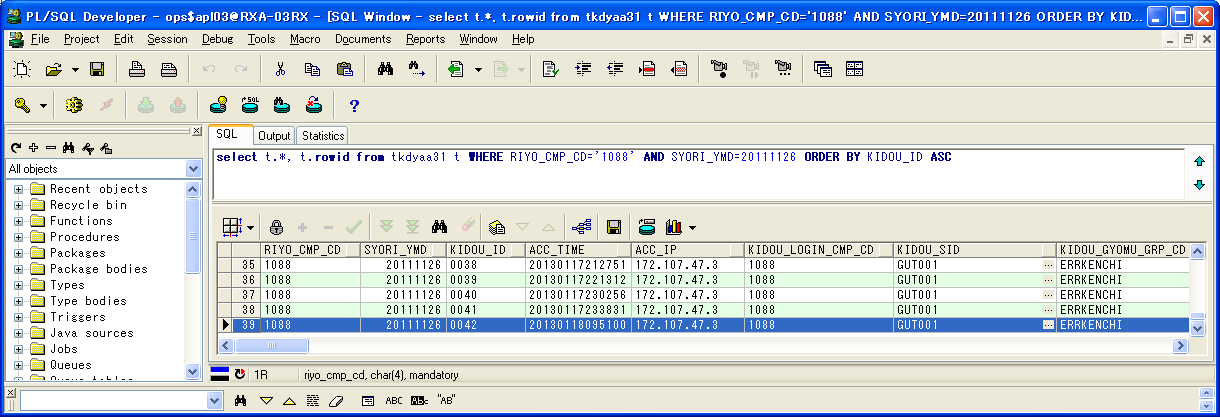 PL/SQL Developer - ops$apl03@RXA-03RX - [SQL Window - select t.*, t.rowid from tkdyaa31 t WHERE RIYO_CMP_CD='1088' AND SYORI_YMD=20111126 ORDER BY KIDOU_ID...
File Project Edit Session Debug Tools Macro Documents Reports Window Help
SQL
?
SQL Output Statistics
select t.*, t.rowid from tkdyaa31 t WHERE RIYO_CMP_CD='1088' AND SYORI_YMD=20111126 ORDER BY KIDOU_ID ASC
All objects
Recent objects
Recycle bin
Functions
Procedures
Packages
Package bodies
Types
Type bodies
Triggers
Java sources
Jobs
Queues
Queue tables
RIYO_CMP_CD SYORI_YMD KIDOU_ID ACC_TIME ACC_IP KIDOU_LOGIN_CMP_CD KIDOU_SID KIDOU_GYOMU_GRP_CD
35 1088 20111126 0038 20130117212751 172.107.47.3 1088 GUT001 ... ERRKENCHI
36 1088 20111126 0039 20130117221312 172.107.47.3 1088 GUT001 ... ERRKENCHI
37 1088 20111126 0040 20130117230256 172.107.47.3 1088 GUT001 ... ERRKENCHI
38 1088 20111126 0041 20130117233831 172.107.47.3 1088 GUT001 ... ERRKENCHI
39 1088 20111126 0042 20130118095100 172.107.47.3 1088 GUT001 ... ERRKENCHI
1R riyo_cmp_cd, char(4), mandatory
ABC "AB"